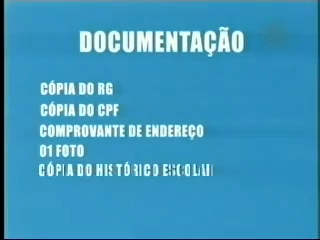 DOCUMENTAÇÃO
CÓPIA DO RG
CÓPIA DO CPF
COMPROVANTE DE ENDEREÇO
01 FOTO
CÓPIA DO HISTÓRICO ESCOLAR